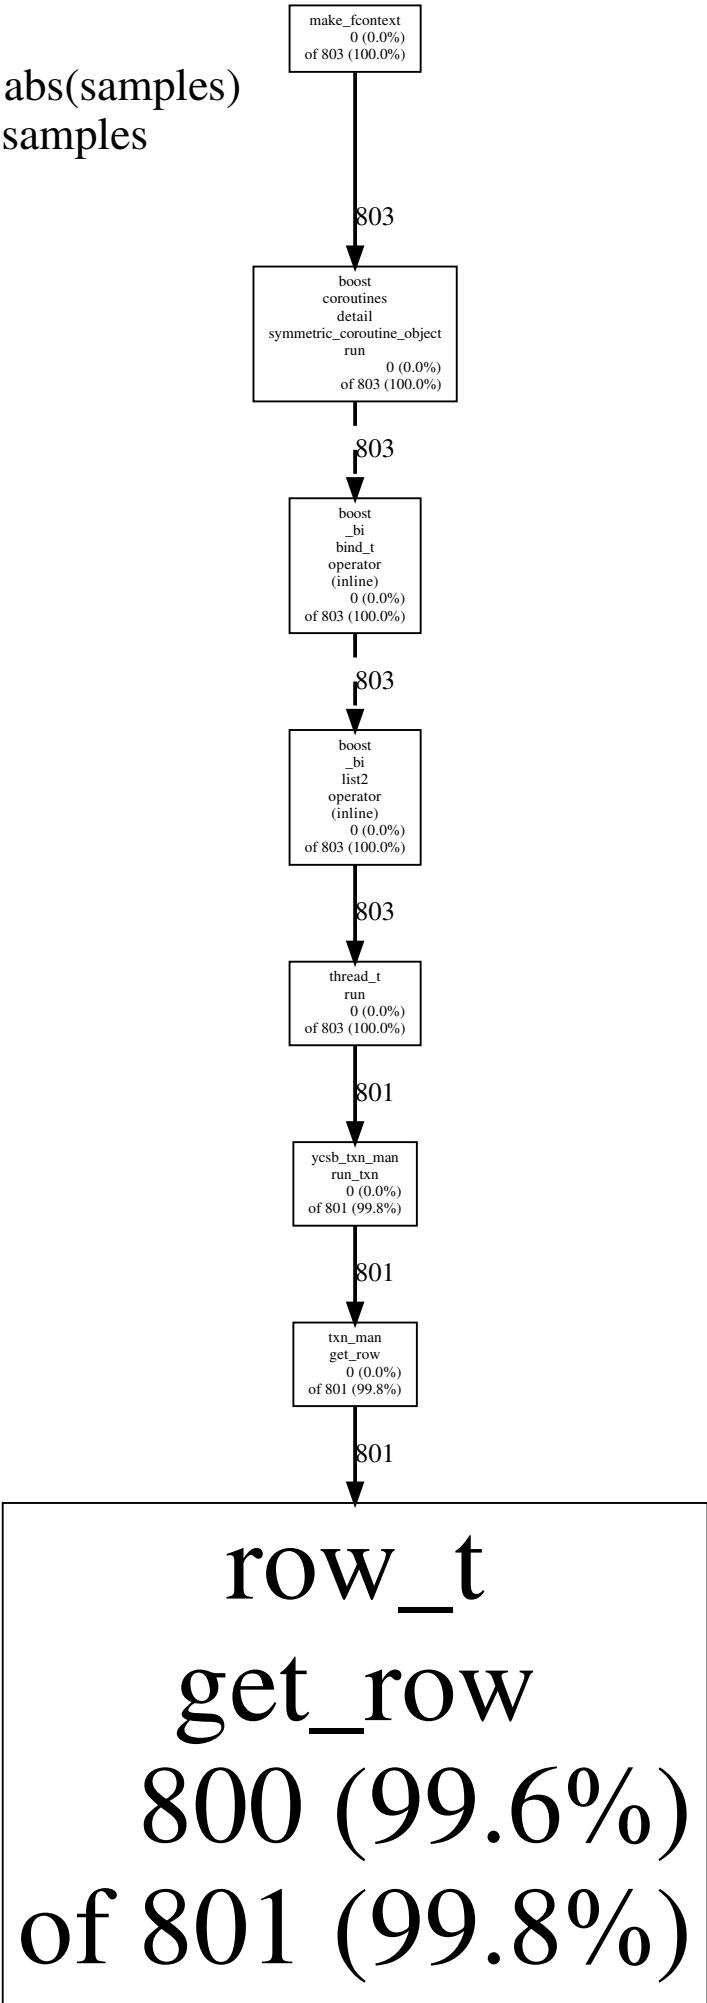 make_fcontext
0 (0.0%)
of 803 (100.0%)
abs(samples)
samples
803
boost
coroutines
detail
symmetric_coroutine_object
run
0 (0.0%)
of 803 (100.0%)
803
boost
_bi
bind_t
operator
(inline)
0 (0.0%)
of 803 (100.0%)
803
boost
_bi
list2
operator
(inline)
0 (0.0%)
of 803 (100.0%)
803
thread_t
run
0 (0.0%)
of 803 (100.0%)
801
ycsb_txn_man
run_txn
0 (0.0%)
of 801 (99.8%)
801
txn_man
get_row
0 (0.0%)
of 801 (99.8%)
801
row_t
get_row
800 (99.6%)
of 801 (99.8%)